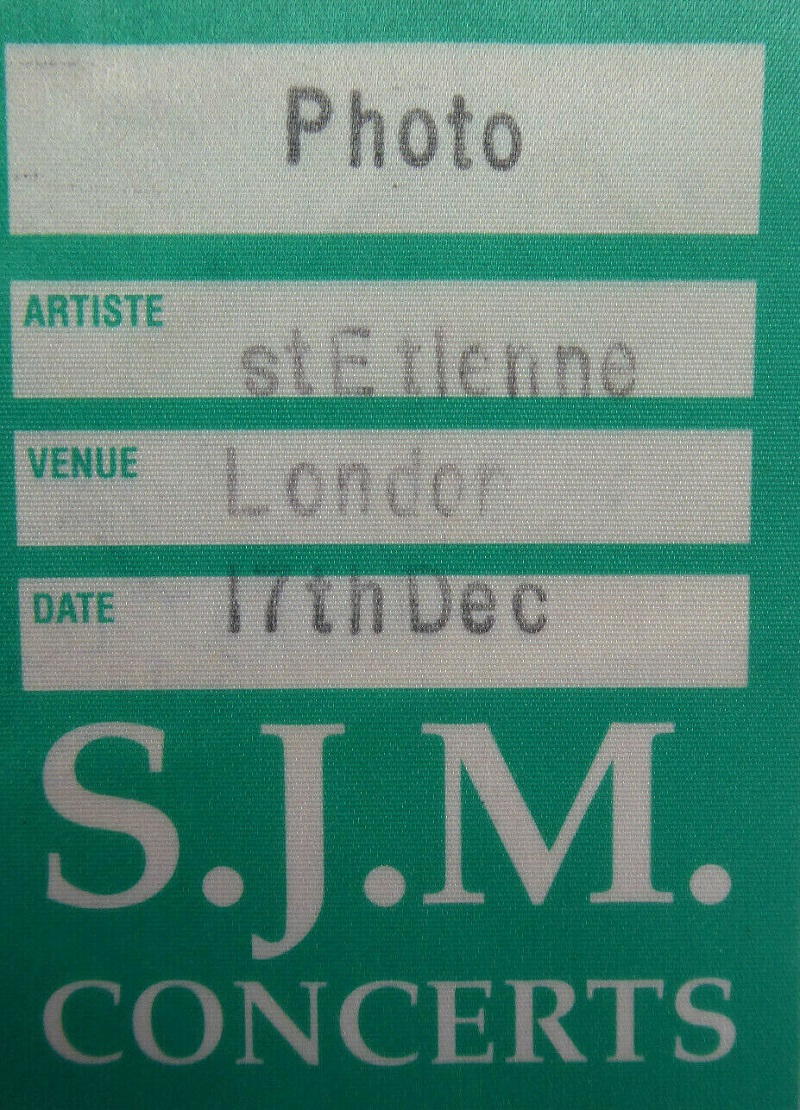 Photo
ARTISTE stEtienne
VENUE London
DATE 17thDec
S.J.M.
CONCERTS